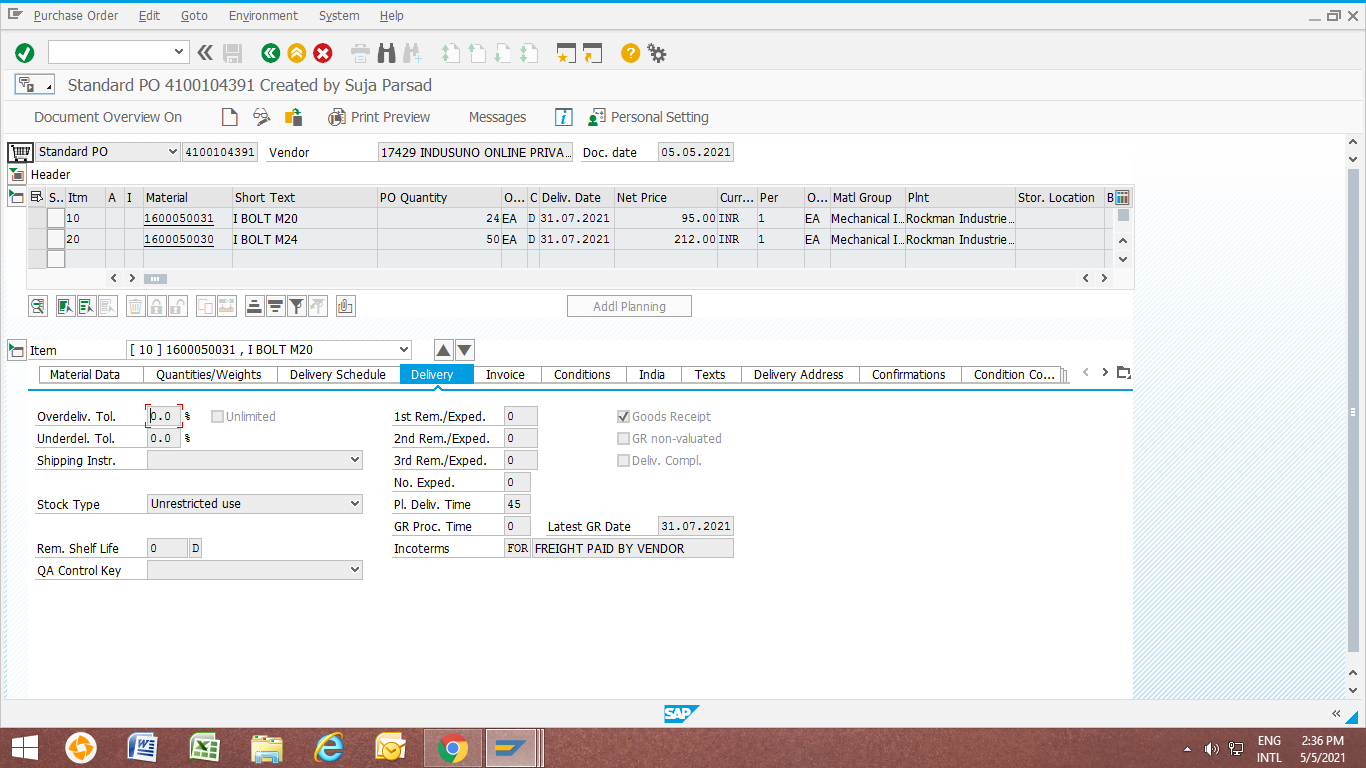 Purchase Order Edit Goto Environment System Help
Standard PO 4100104391 Created by Suja Parsad
Document Overview On Print Preview Messages Personal Setting
Standard PO 4100104391 Vendor 17429 INDUSUNO ONLINE PRIVA... Doc. date 05.05.2021
Header
S... Itm A I Material Short Text PO Quantity O... C Deliv. Date Net Price Curr... Per O... Matl Group Plnt Stor. Location B
10 1600050031 I BOLT M20 24 EA D 31.07.2021 95.00 INR 1 EA Mechanical I... Rockman Industrie...
20 1600050030 I BOLT M24 50 EA D 31.07.2021 212.00 INR 1 EA Mechanical I... Rockman Industrie...
Addl Planning
Item [ 10 ] 1600050031 , I BOLT M20
Material Data Quantities/Weights Delivery Schedule Delivery Invoice Conditions India Texts Delivery Address Confirmations Condition Co...
Overdeliv. Tol. 0.0 % Unlimited 1st Rem./Exped. 0 Goods Receipt
Underdel. Tol. 0.0 % 2nd Rem./Exped. 0 GR non-valuated
Shipping Instr. 3rd Rem./Exped. 0 Deliv. Compl.
No. Exped. 0
Stock Type Unrestricted use Pl. Deliv. Time 45
GR Proc. Time 0 Latest GR Date 31.07.2021
Rem. Shelf Life 0 D Incoterms FOR FREIGHT PAID BY VENDOR
QA Control Key
SAP
ENG 2:36 PM
INTL 5/5/2021